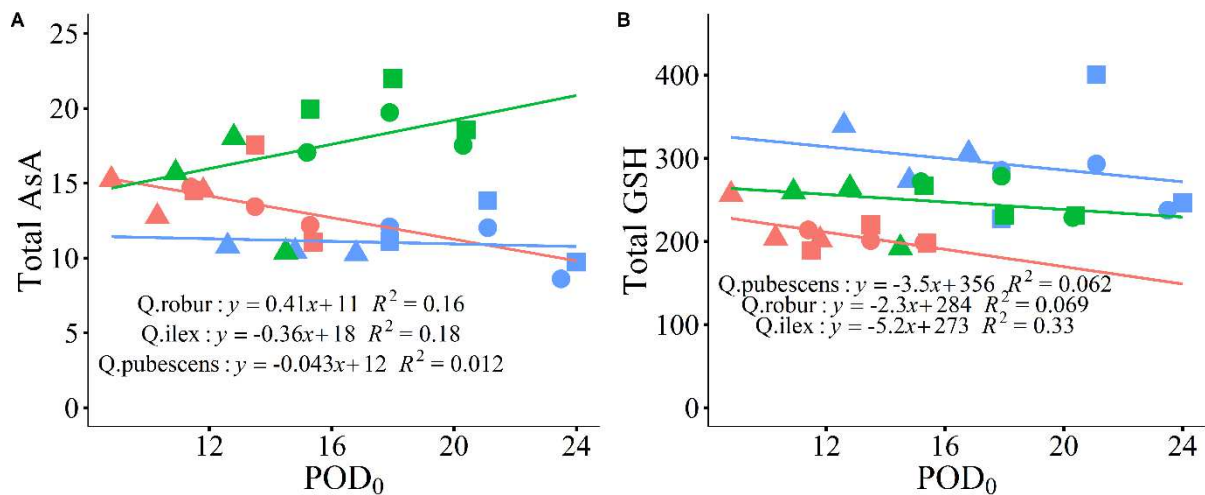 A
Total AsA
25
20
15
10
5
0
Q.robur : y = 0.41x+ 11 R² = 0.16
Q.ilex : y = -0.36x+ 18 R² = 0.18
Q.pubescens : y = -0.043x+ 12 R² = 0.012
12 16 20 24
POD₀
B
Total GSH
400
300
200
100
0
Q.pubescens : y = -3.5x+ 356 R² = 0.062
Q.robur : y = -2.3x+ 284 R² = 0.069
Q.ilex : y = -5.2x+ 273 R² = 0.33
12 16 20 24
POD₀